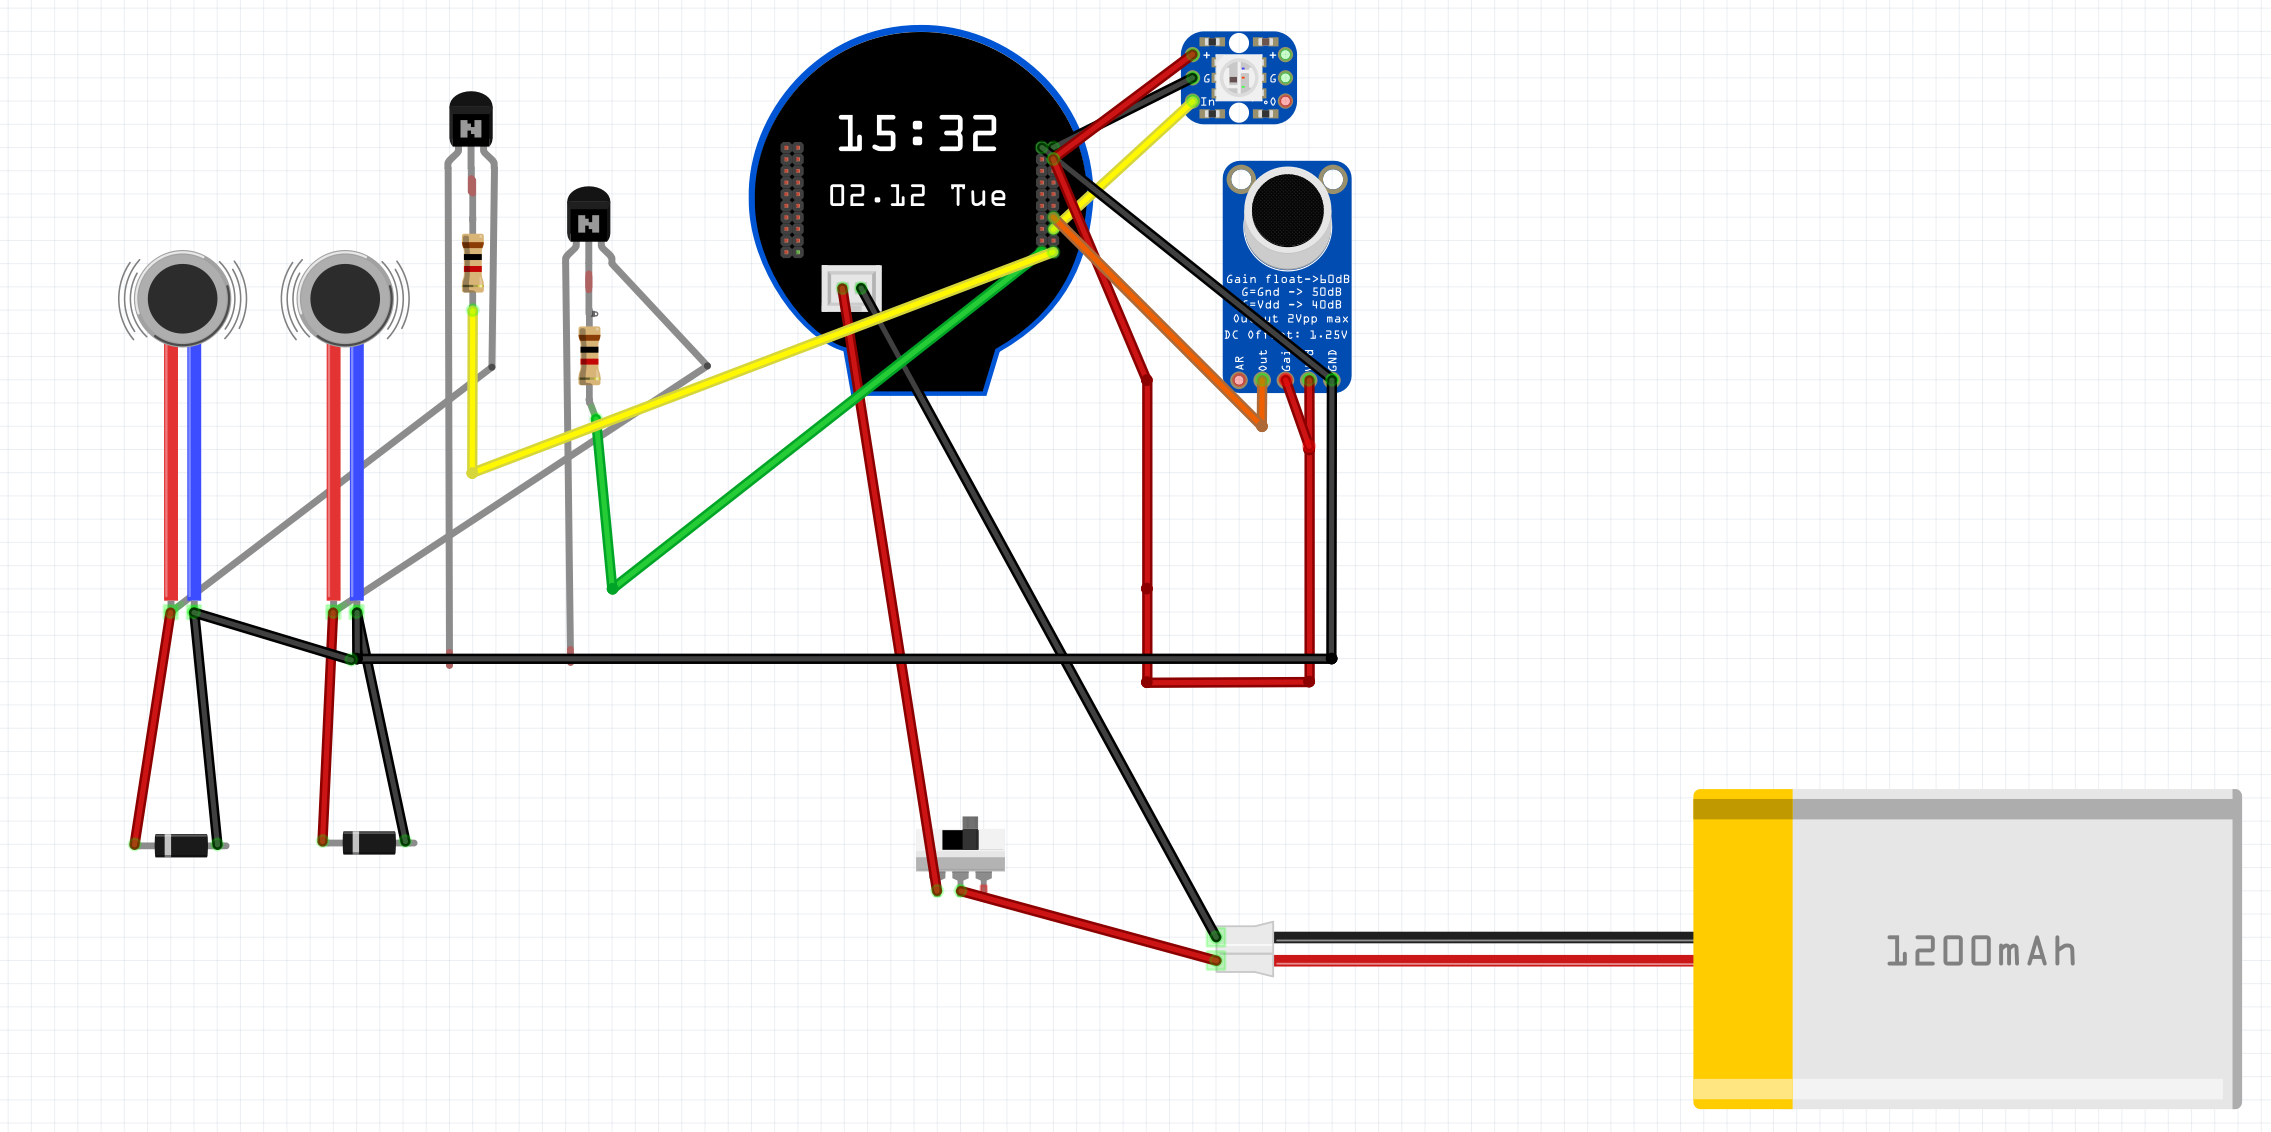 N
N
15:32
02.12 Tue
+
+
G
G
In
O
Gain float->60dB
G=Gnd -> 50dB
G=Vdd -> 40dB
Output 2Vpp max
DC Offset: 1.25V
AR
Out
Gain
GND
1200mAh